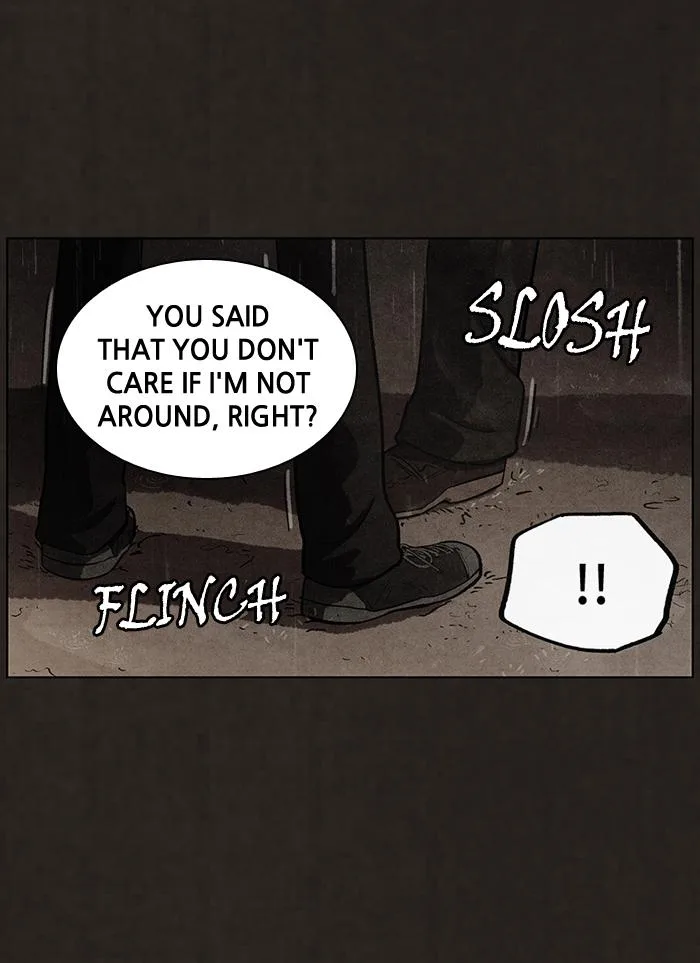 YOU SAID
THAT YOU DON'T
CARE IF I'M NOT
AROUND, RIGHT?
SLOSH
FLINCH
!!